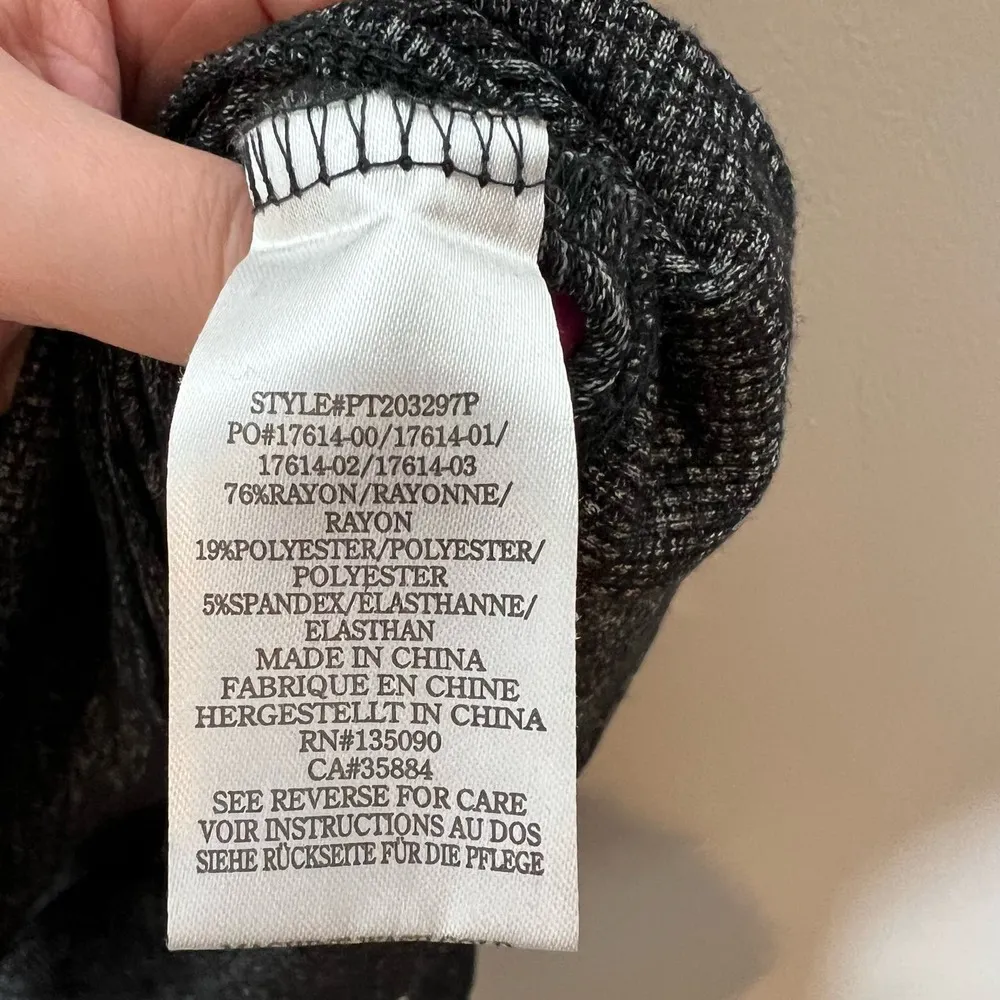 STYLE#PT203297P
PO#17614-00/17614-01/
17614-02/17614-03
76%RAYON/RAYONNE/
RAYON
19%POLYESTER/POLYESTER/
POLYESTER
5%SPANDEX/ÉLASTHANNE/
ELASTHAN
MADE IN CHINA
FABRIQUE EN CHINE
HERGESTELLT IN CHINA
RN#135090
CA#35884
SEE REVERSE FOR CARE
VOIR INSTRUCTIONS AU DOS
SIEHE RÜCKSEITE FÜR DIE PFLEGE